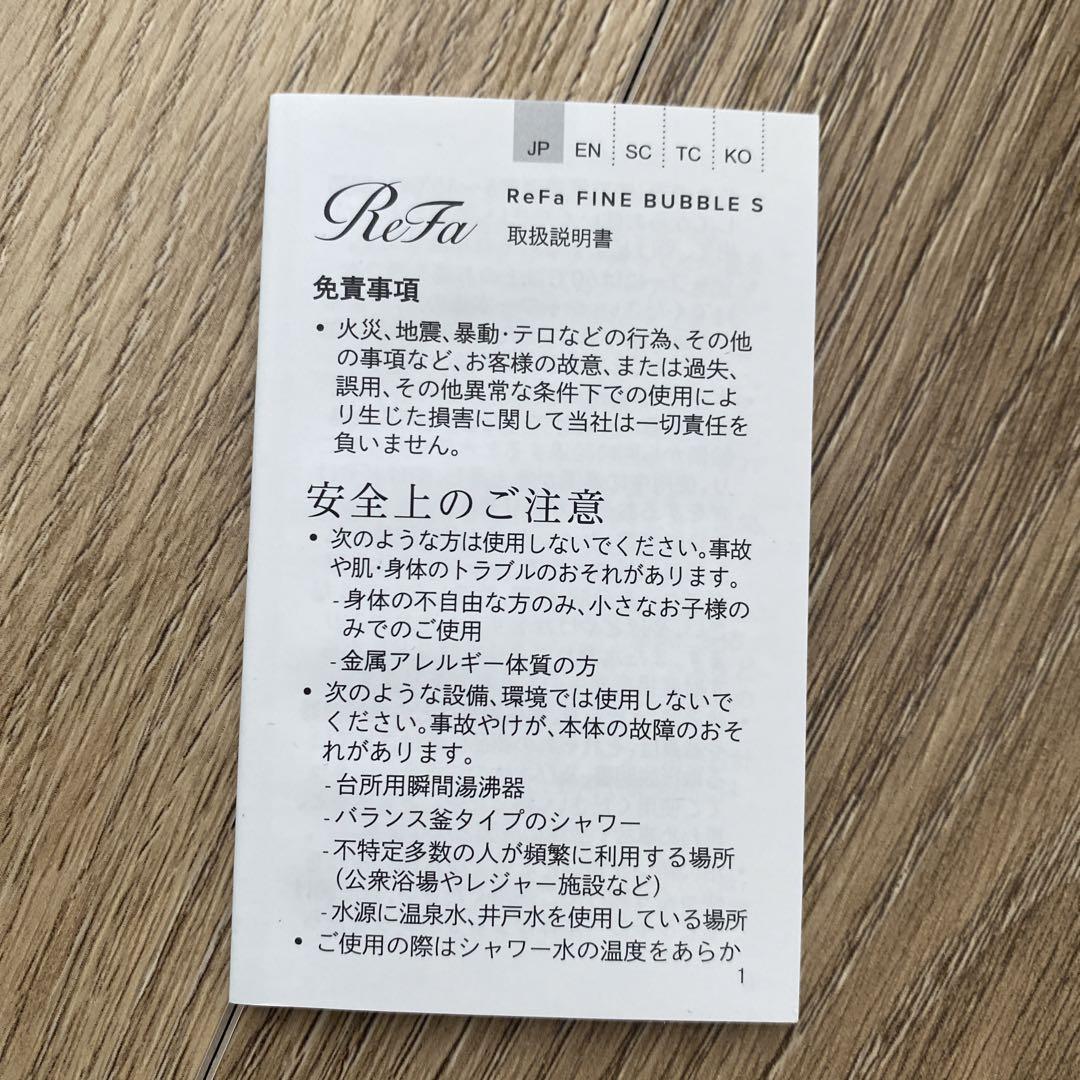 JP EN SC TC KO
ReFa
ReFa FINE BUBBLE S
取扱説明書
免責事項
• 火災、地震、暴動・テロなどの行為、その他
の事項など、お客様の故意、または過失、
誤用、その他異常な条件下での使用によ
り生じた損害に関して当社は一切責任を
負いません。
安全上のご注意
• 次のような方は使用しないでください。事故
や肌・身体のトラブルのおそれがあります。
- 身体の不自由な方のみ、小さなお子様の
みでのご使用
- 金属アレルギー体質の方
• 次のような設備、環境では使用しないで
ください。事故やけが、本体の故障のおそ
れがあります。
- 台所用瞬間湯沸器
- バランス釜タイプのシャワー
- 不特定多数の人が頻繁に利用する場所
(公衆浴場やレジャー施設など)
- 水源に温泉水、井戸水を使用している場所
• ご使用の際はシャワー水の温度をあらか
1